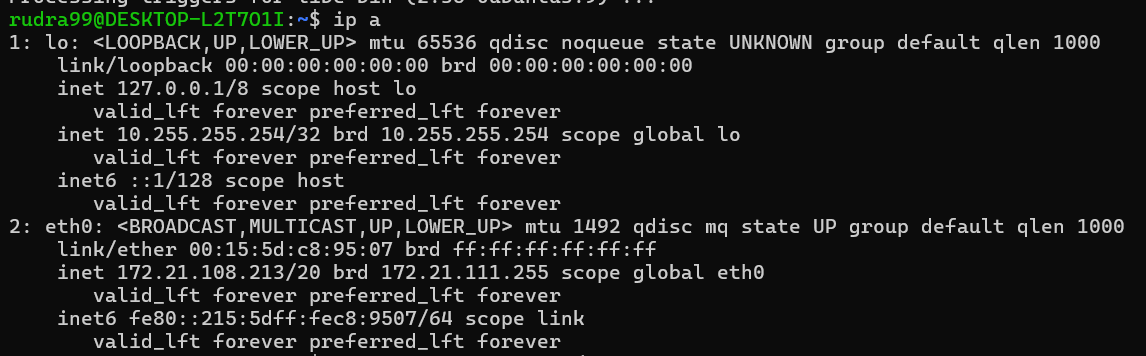 rudra99@DESKTOP-L2T7O1I:~$ ip a
1: lo: <LOOPBACK,UP,LOWER_UP> mtu 65536 qdisc noqueue state UNKNOWN group default qlen 1000
    link/loopback 00:00:00:00:00:00 brd 00:00:00:00:00:00
    inet 127.0.0.1/8 scope host lo
       valid_lft forever preferred_lft forever
    inet 10.255.255.254/32 brd 10.255.255.254 scope global lo
       valid_lft forever preferred_lft forever
    inet6 ::1/128 scope host
       valid_lft forever preferred_lft forever
2: eth0: <BROADCAST,MULTICAST,UP,LOWER_UP> mtu 1492 qdisc mq state UP group default qlen 1000
    link/ether 00:15:5d:c8:95:07 brd ff:ff:ff:ff:ff:ff
    inet 172.21.108.213/20 brd 172.21.111.255 scope global eth0
       valid_lft forever preferred_lft forever
    inet6 fe80::215:5dff:fec8:9507/64 scope link
       valid_lft forever preferred_lft forever